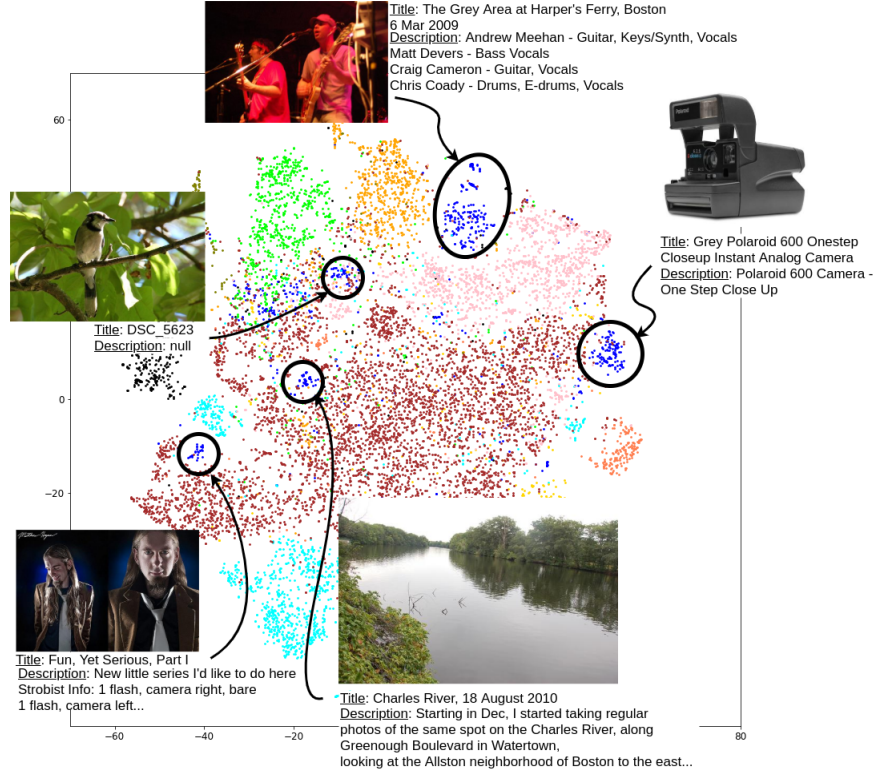 Title: The Grey Area at Harper's Ferry, Boston
6 Mar 2009
Description: Andrew Meehan - Guitar, Keys/Synth, Vocals
Matt Devers - Bass Vocals
Craig Cameron - Guitar, Vocals
Chris Coady - Drums, E-drums, Vocals
60
Polaroid
Title: Grey Polaroid 600 Onestep
Closeup Instant Analog Camera
Description: Polaroid 600 Camera -
One Step Close Up
Title: DSC_5623
Description: null
0
−20
Title: Fun, Yet Serious, Part I
Description: New little series I'd like to do here
Strobist Info: 1 flash, camera right, bare
1 flash, camera left...
Title: Charles River, 18 August 2010
Description: Starting in Dec, I started taking regular
photos of the same spot on the Charles River, along
Greenough Boulevard in Watertown,
looking at the Allston neighborhood of Boston to the east...
−60
−40
−20
80